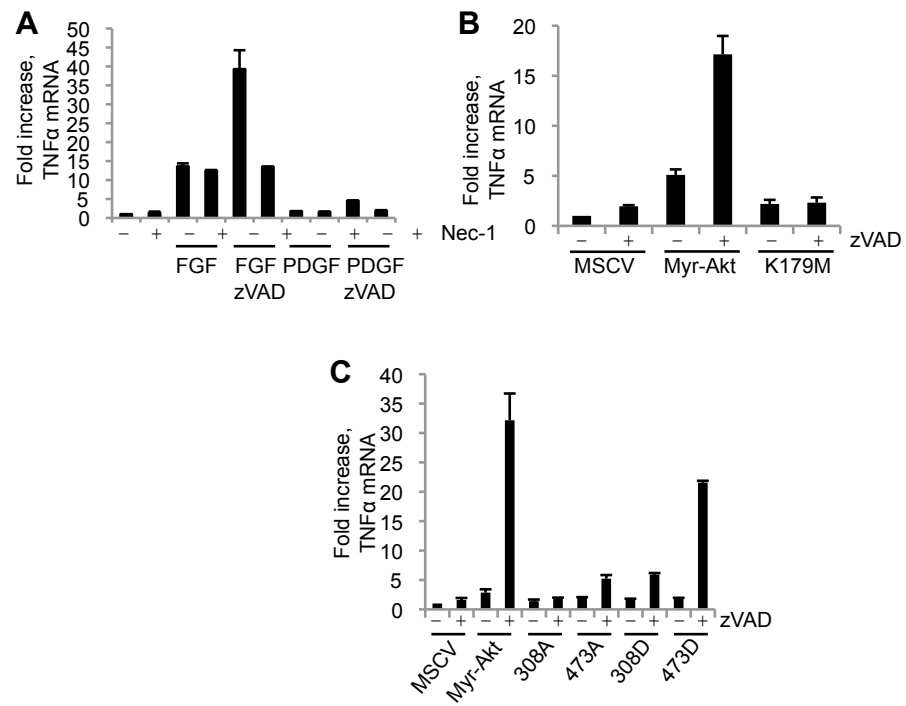 A
Fold increase,
TNFα mRNA
50
45
40
35
30
25
20
15
10
5
0
– + – + – + – + – + Nec-1
FGF FGF PDGF PDGF
zVAD zVAD
B
Fold increase,
TNFα mRNA
20
15
10
5
0
– + – + – + zVAD
MSCV Myr-Akt K179M
C
Fold increase,
TNFα mRNA
40
35
30
25
20
15
10
5
0
– + – + – + – + – + – + zVAD
MSCV Myr-Akt 308A 473A 308D 473D